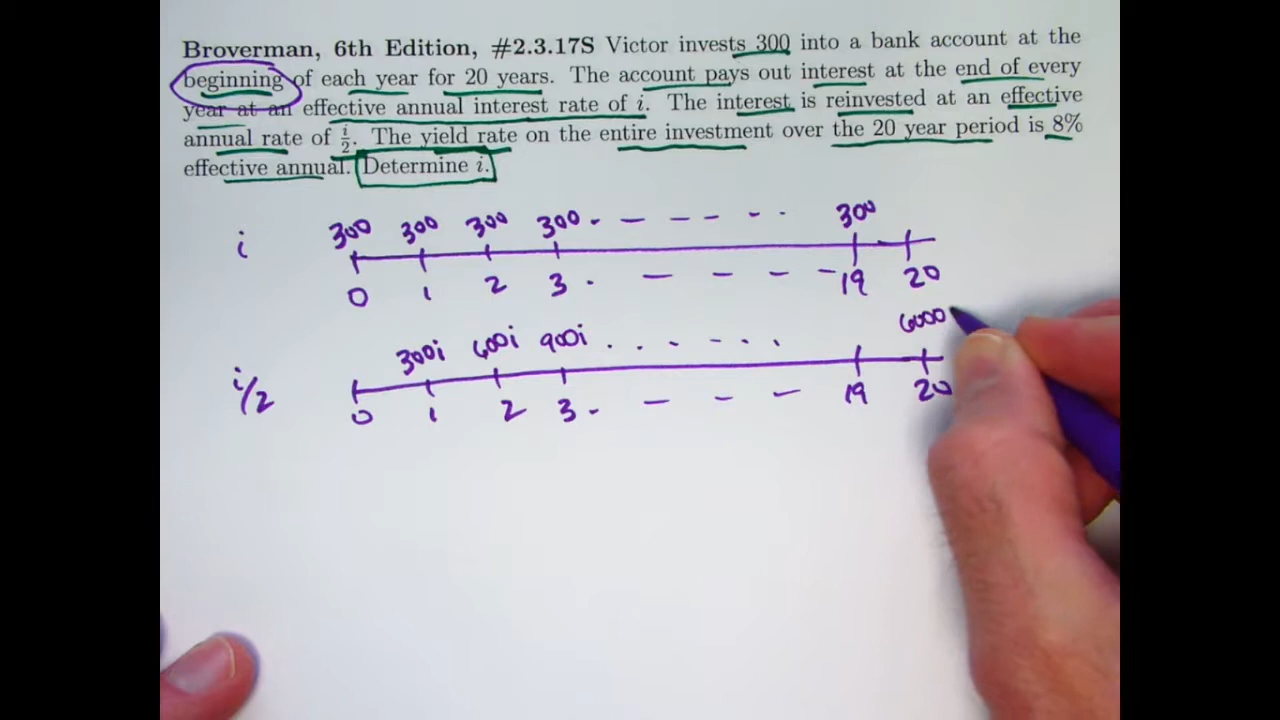 Broverman, 6th Edition, #2.3.17S Victor invests 300 into a bank account at the
beginning of each year for 20 years. The account pays out interest at the end of every
year at an effective annual interest rate of i. The interest is reinvested at an effective
annual rate of i/2. The yield rate on the entire investment over the 20 year period is 8%
effective annual. Determine i.
300 300 300 300 300
i
0 1 2 3 19 20
300i 600i 900i 6000
i/2
0 1 2 3 19 20